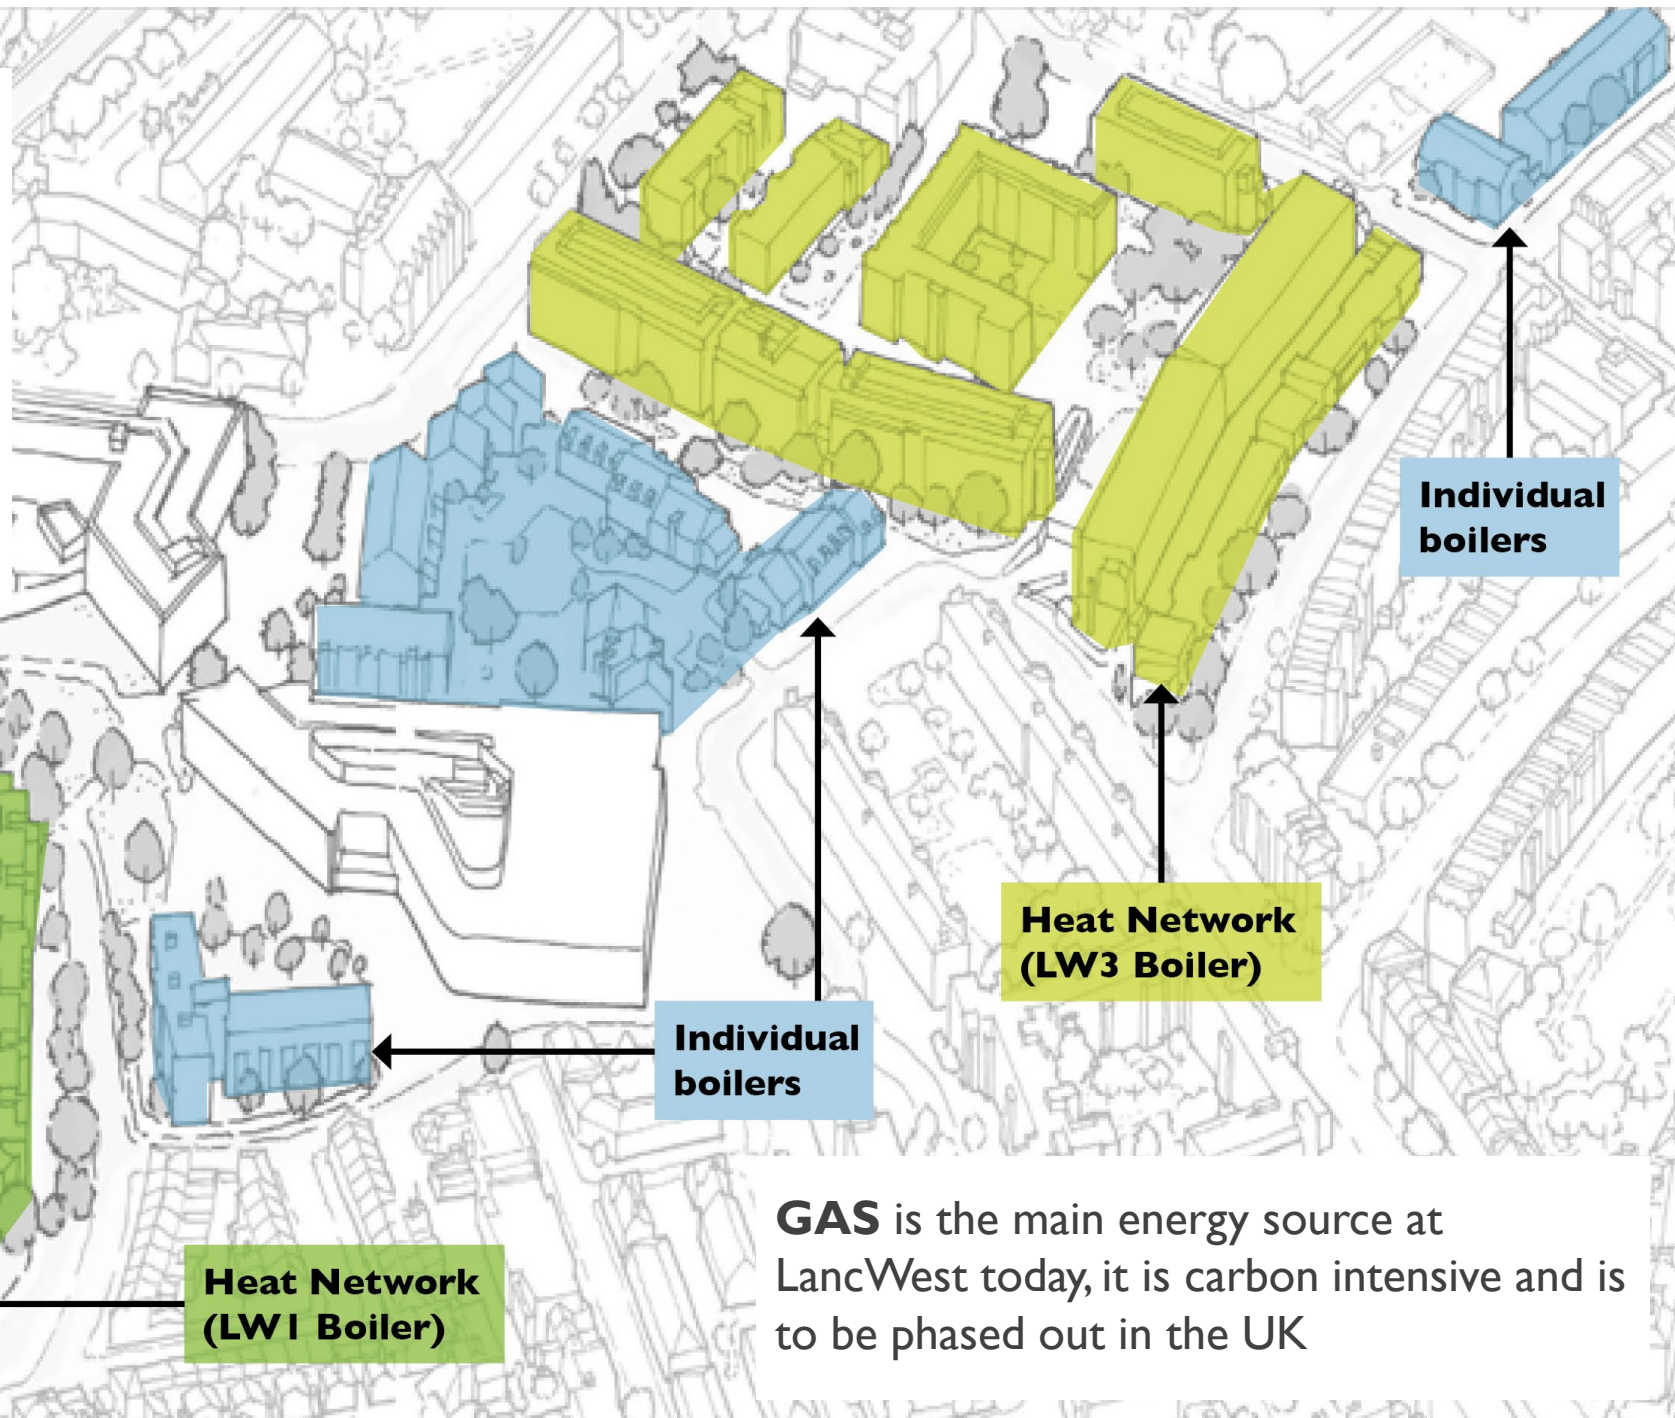 Individual
boilers
Heat Network
(LW3 Boiler)
Individual
boilers
GAS is the main energy source at
LancWest today, it is carbon intensive and is
to be phased out in the UK
Heat Network
(LW1 Boiler)